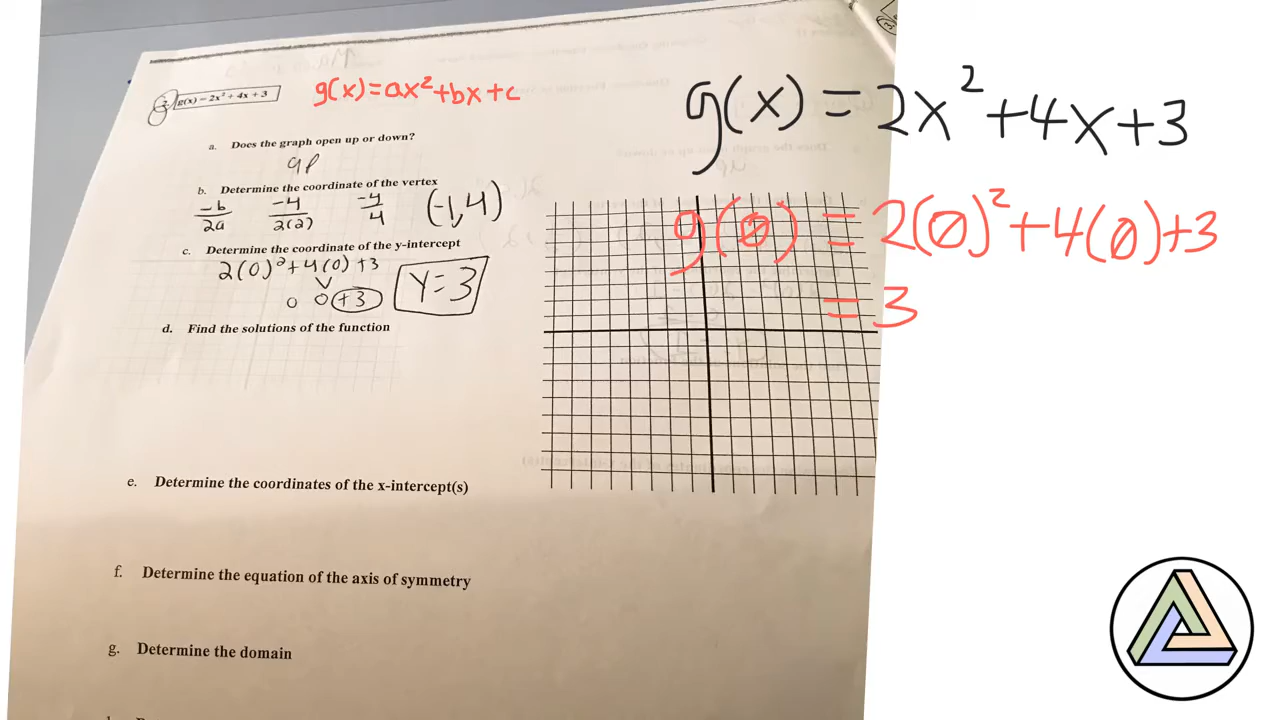 g(x) = 2x² + 4x + 3
g(x)=ax²+bx+c
g(x) = 2x²+4x+3
a. Does the graph open up or down?
up
b. Determine the coordinate of the vertex
-b/2a -4/2(2) -4/4 (-1,4)
c. Determine the coordinate of the y-intercept
2(0)²+4(0)+3
0 0 +3 Y=3
g(0) = 2(0)²+4(0)+3
= 3
d. Find the solutions of the function
e. Determine the coordinates of the x-intercept(s)
f. Determine the equation of the axis of symmetry
g. Determine the domain